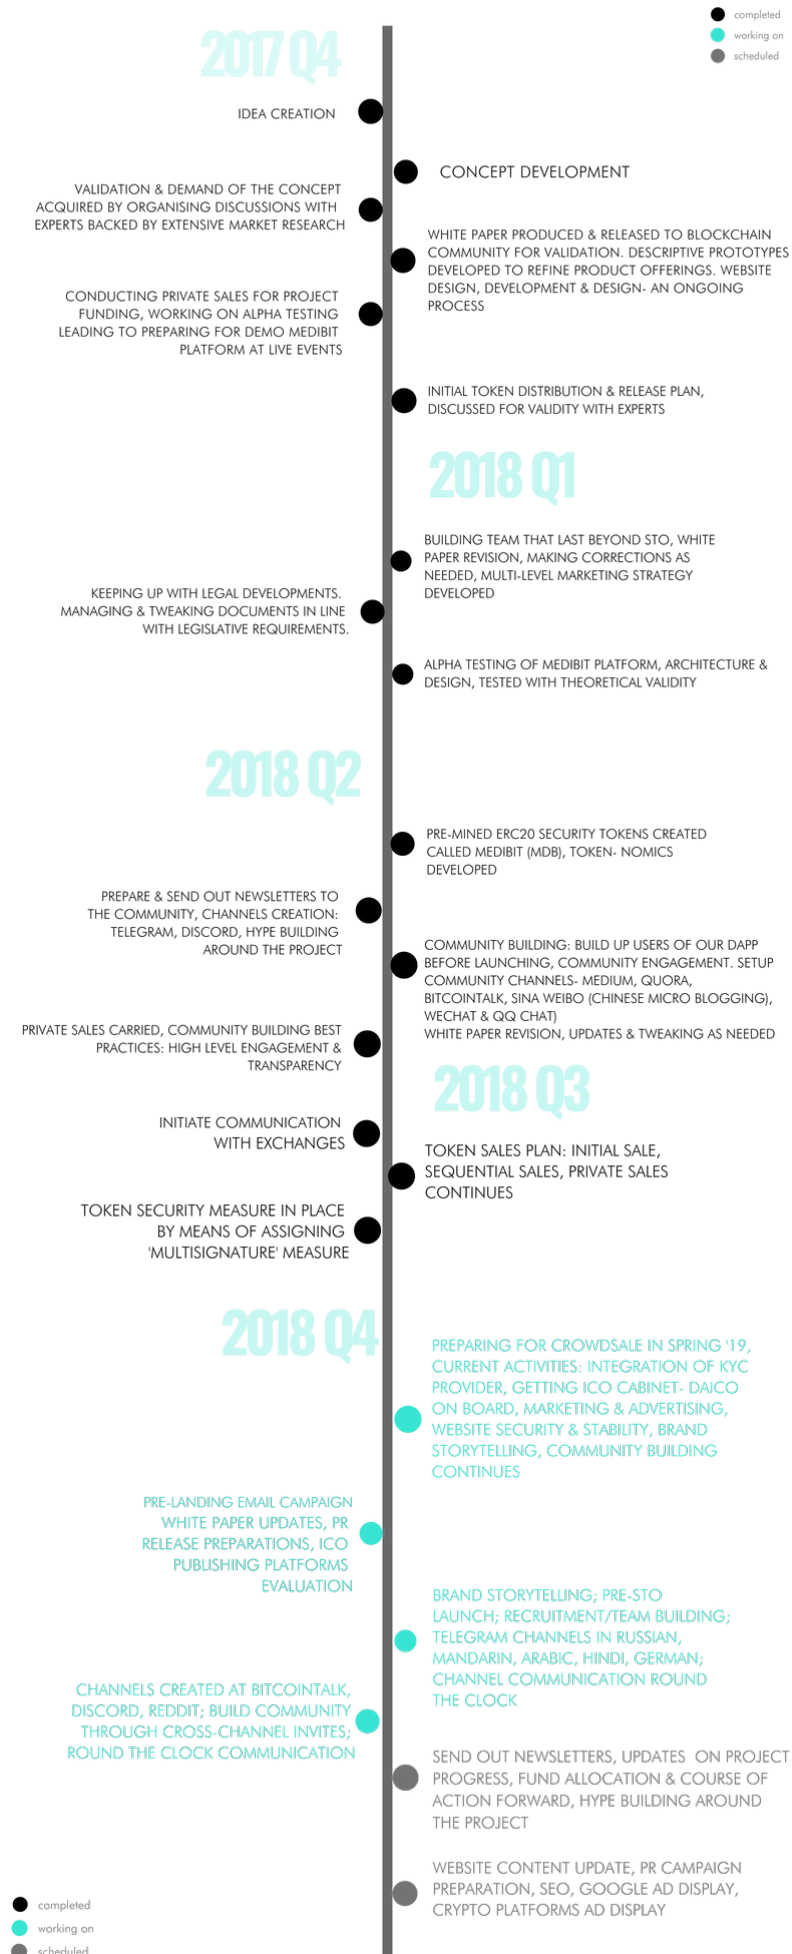 completed
working on
scheduled
2017 Q4
IDEA CREATION
CONCEPT DEVELOPMENT
VALIDATION & DEMAND OF THE CONCEPT
ACQUIRED BY ORGANISING DISCUSSIONS WITH
EXPERTS BACKED BY EXTENSIVE MARKET RESEARCH
WHITE PAPER PRODUCED & RELEASED TO BLOCKCHAIN
COMMUNITY FOR VALIDATION. DESCRIPTIVE PROTOTYPES
DEVELOPED TO REFINE PRODUCT OFFERINGS. WEBSITE
DESIGN, DEVELOPMENT & DESIGN- AN ONGOING
PROCESS
CONDUCTING PRIVATE SALES FOR PROJECT
FUNDING, WORKING ON ALPHA TESTING
LEADING TO PREPARING FOR DEMO MEDIBIT
PLATFORM AT LIVE EVENTS
INITIAL TOKEN DISTRIBUTION & RELEASE PLAN,
DISCUSSED FOR VALIDITY WITH EXPERTS
2018 Q1
BUILDING TEAM THAT LAST BEYOND STO, WHITE
PAPER REVISION, MAKING CORRECTIONS AS
NEEDED, MULTI-LEVEL MARKETING STRATEGY
DEVELOPED
KEEPING UP WITH LEGAL DEVELOPMENTS.
MANAGING & TWEAKING DOCUMENTS IN LINE
WITH LEGISLATIVE REQUIREMENTS.
ALPHA TESTING OF MEDIBIT PLATFORM, ARCHITECTURE &
DESIGN, TESTED WITH THEORETICAL VALIDITY
2018 Q2
PRE-MINED ERC20 SECURITY TOKENS CREATED
CALLED MEDIBIT (MDB), TOKEN- NOMICS
DEVELOPED
PREPARE & SEND OUT NEWSLETTERS TO
THE COMMUNITY, CHANNELS CREATION:
TELEGRAM, DISCORD, HYPE BUILDING
AROUND THE PROJECT
COMMUNITY BUILDING: BUILD UP USERS OF OUR DAPP
BEFORE LAUNCHING, COMMUNITY ENGAGEMENT. SETUP
COMMUNITY CHANNELS- MEDIUM, QUORA,
BITCOINTALK, SINA WEIBO (CHINESE MICRO BLOGGING),
WECHAT & QQ CHAT)
WHITE PAPER REVISION, UPDATES & TWEAKING AS NEEDED
PRIVATE SALES CARRIED, COMMUNITY BUILDING BEST
PRACTICES: HIGH LEVEL ENGAGEMENT &
TRANSPARENCY
2018 Q3
INITIATE COMMUNICATION
WITH EXCHANGES
TOKEN SALES PLAN: INITIAL SALE,
SEQUENTIAL SALES, PRIVATE SALES
CONTINUES
TOKEN SECURITY MEASURE IN PLACE
BY MEANS OF ASSIGNING
'MULTISIGNATURE' MEASURE
2018 Q4
PREPARING FOR CROWDSALE IN SPRING '19,
CURRENT ACTIVITIES: INTEGRATION OF KYC
PROVIDER, GETTING ICO CABINET- DAICO
ON BOARD, MARKETING & ADVERTISING,
WEBSITE SECURITY & STABILITY, BRAND
STORYTELLING, COMMUNITY BUILDING
CONTINUES
PRE-LANDING EMAIL CAMPAIGN
WHITE PAPER UPDATES, PR
RELEASE PREPARATIONS, ICO
PUBLISHING PLATFORMS
EVALUATION
BRAND STORYTELLING; PRE-STO
LAUNCH; RECRUITMENT/TEAM BUILDING;
TELEGRAM CHANNELS IN RUSSIAN,
MANDARIN, ARABIC, HINDI, GERMAN;
CHANNEL COMMUNICATION ROUND
THE CLOCK
CHANNELS CREATED AT BITCOINTALK,
DISCORD, REDDIT; BUILD COMMUNITY
THROUGH CROSS-CHANNEL INVITES;
ROUND THE CLOCK COMMUNICATION
SEND OUT NEWSLETTERS, UPDATES ON PROJECT
PROGRESS, FUND ALLOCATION & COURSE OF
ACTION FORWARD, HYPE BUILDING AROUND
THE PROJECT
WEBSITE CONTENT UPDATE, PR CAMPAIGN
PREPARATION, SEO, GOOGLE AD DISPLAY,
CRYPTO PLATFORMS AD DISPLAY
completed
working on
scheduled